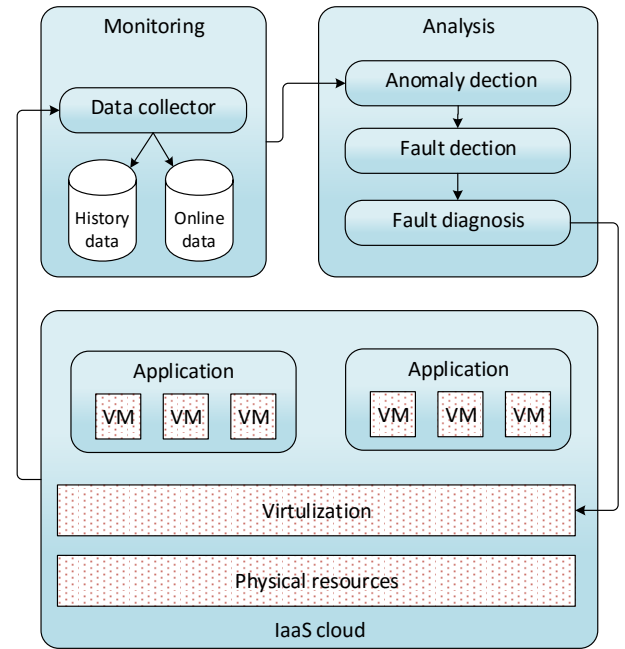 Monitoring
Data collector
History
data
Online
data
Analysis
Anomaly dection
Fault dection
Fault diagnosis
Application
VM VM VM
Application
VM VM VM
Virtulization
Physical resources
IaaS cloud